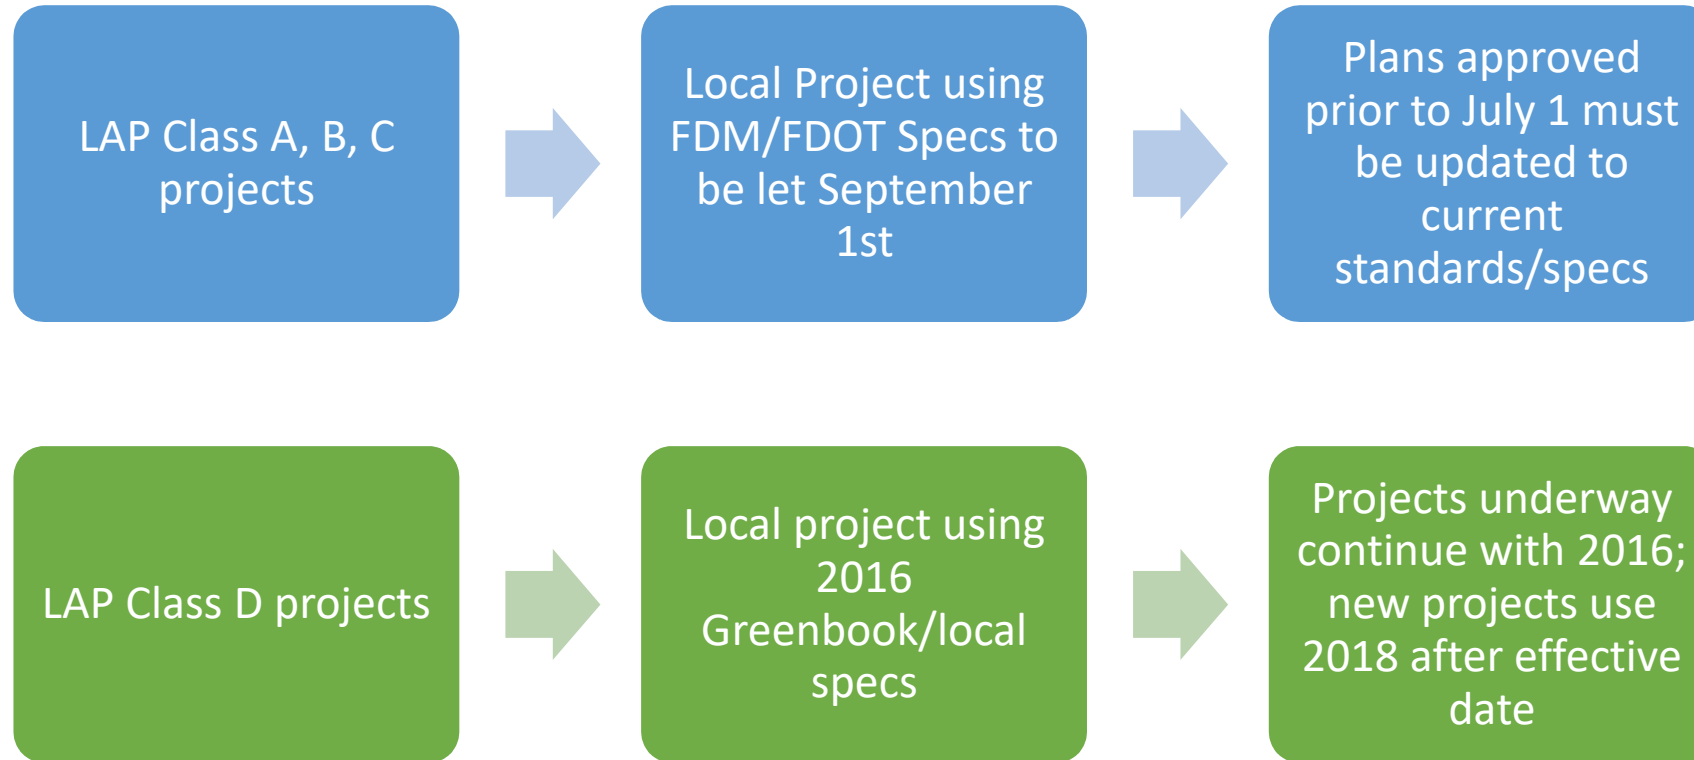 LAP Class A, B, C
projects
Local Project using
FDM/FDOT Specs to
be let September
1st
Plans approved
prior to July 1 must
be updated to
current
standards/specs
LAP Class D projects
Local project using
2016
Greenbook/local
specs
Projects underway
continue with 2016;
new projects use
2018 after effective
date